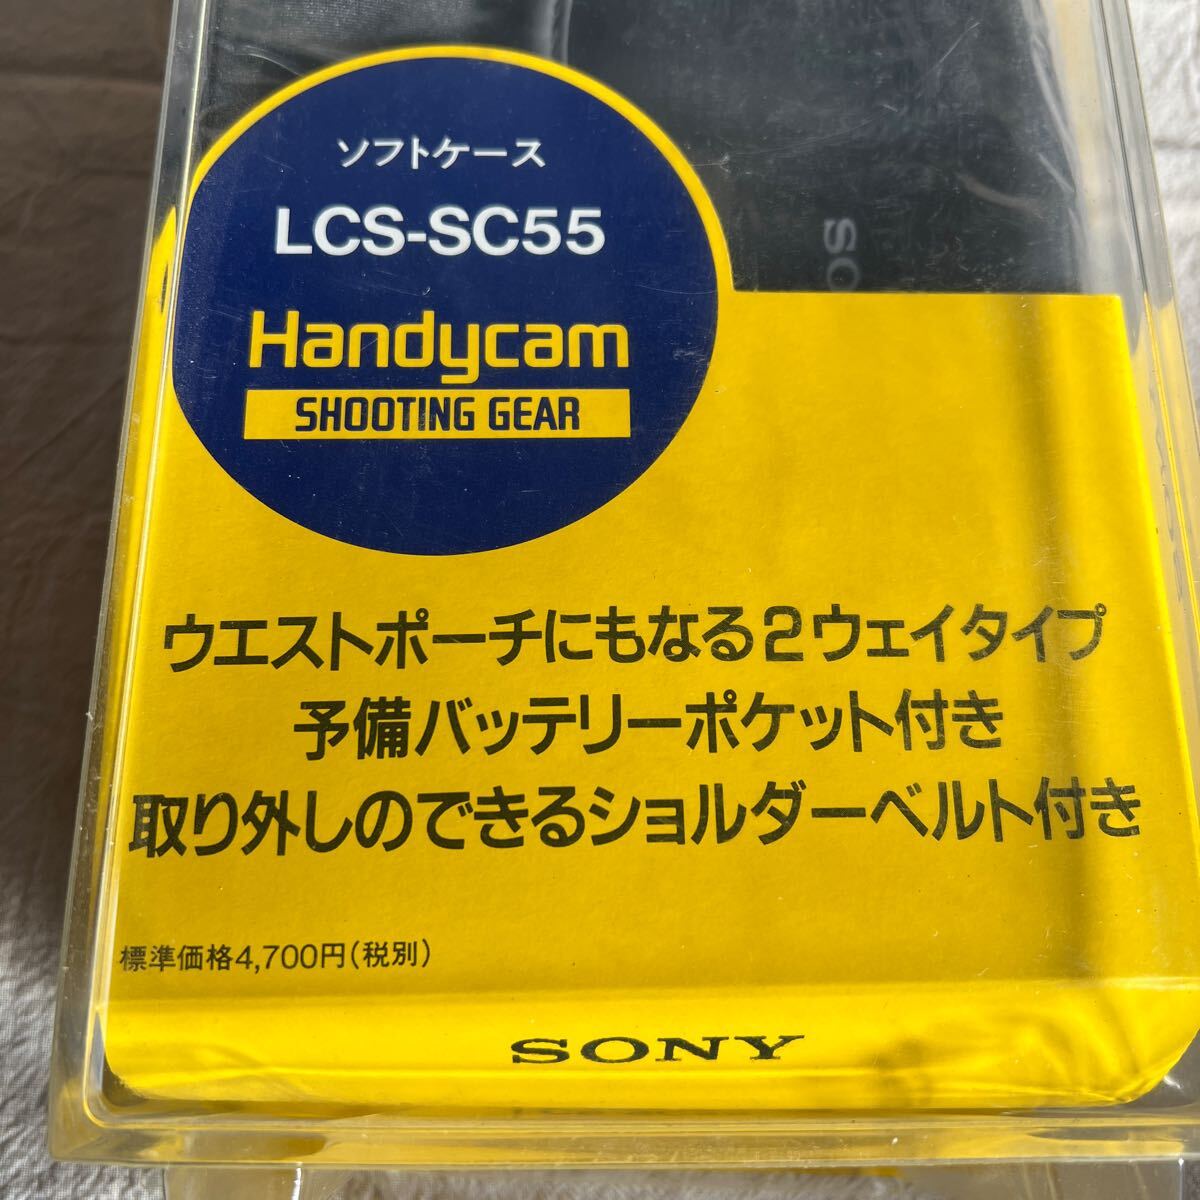 ソフトケース
LCS-SC55
Handycam
SHOOTING GEAR
SO
ウエストポーチにもなる2ウェイタイプ
予備バッテリーポケット付き
取り外しのできるショルダーベルト付き
標準価格4,700円(税別)
SONY